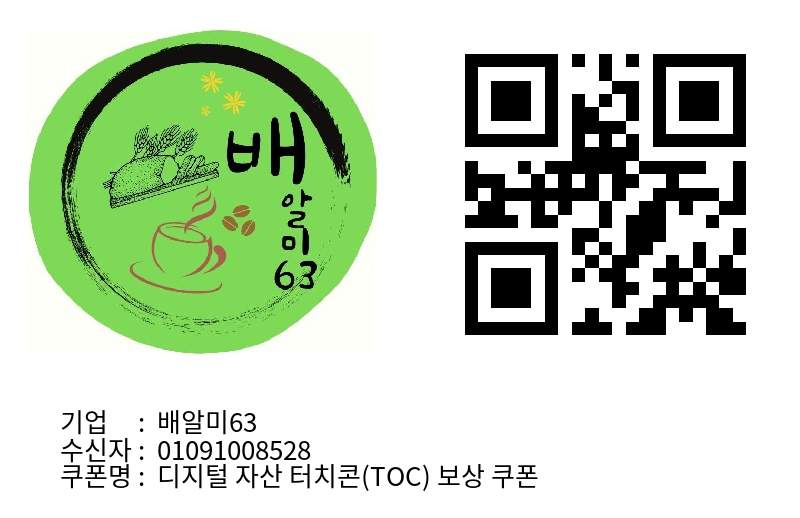 배
알
미
63
기업 : 배알미63
수신자 : 01091008528
쿠폰명 : 디지털 자산 터치콘(TOC) 보상 쿠폰